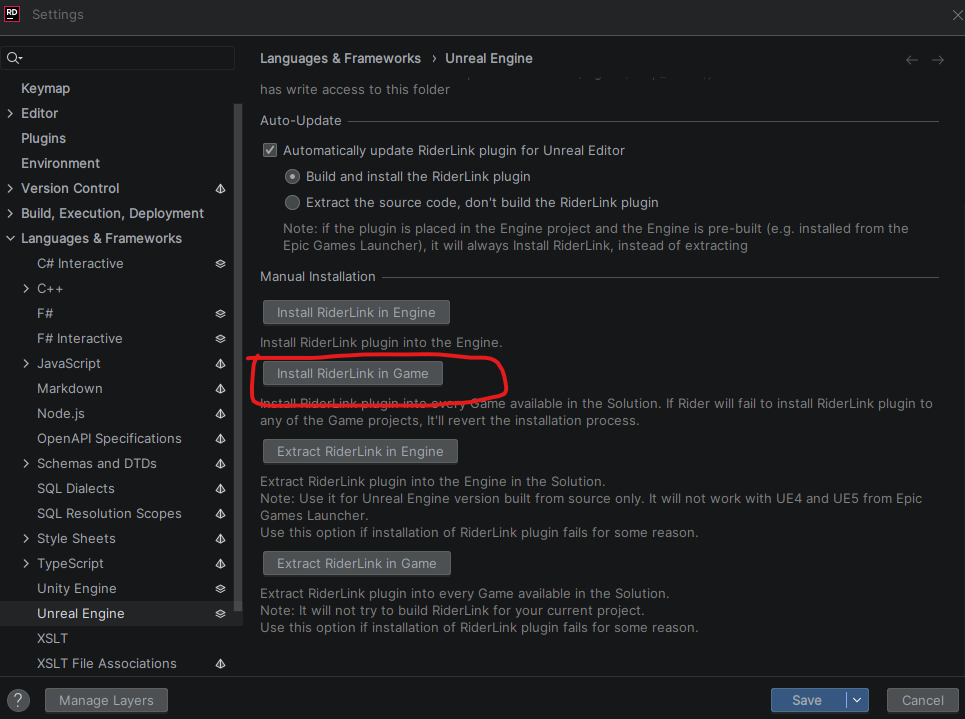 RD
Settings
Languages & Frameworks › Unreal Engine
Keymap
Editor
Plugins
Environment
Version Control
Build, Execution, Deployment
Languages & Frameworks
C# Interactive
C++
F#
F# Interactive
JavaScript
Markdown
Node.js
OpenAPI Specifications
Schemas and DTDs
SQL Dialects
SQL Resolution Scopes
Style Sheets
TypeScript
Unity Engine
Unreal Engine
XSLT
XSLT File Associations
has write access to this folder
Auto-Update
Automatically update RiderLink plugin for Unreal Editor
Build and install the RiderLink plugin
Extract the source code, don't build the RiderLink plugin
Note: if the plugin is placed in the Engine project and the Engine is pre-built (e.g. installed from the
Epic Games Launcher), it will always Install RiderLink, instead of extracting
Manual Installation
Install RiderLink in Engine
Install RiderLink plugin into the Engine.
Install RiderLink in Game
Install RiderLink plugin into every Game available in the Solution. If Rider will fail to install RiderLink plugin to
any of the Game projects, It'll revert the installation process.
Extract RiderLink in Engine
Extract RiderLink plugin into the Engine in the Solution.
Note: Use it for Unreal Engine version built from source only. It will not work with UE4 and UE5 from Epic
Games Launcher.
Use this option if installation of RiderLink plugin fails for some reason.
Extract RiderLink in Game
Extract RiderLink plugin into every Game available in the Solution.
Note: It will not try to build RiderLink for your current project.
Use this option if installation of RiderLink plugin fails for some reason.
?
Manage Layers
Save
Cancel